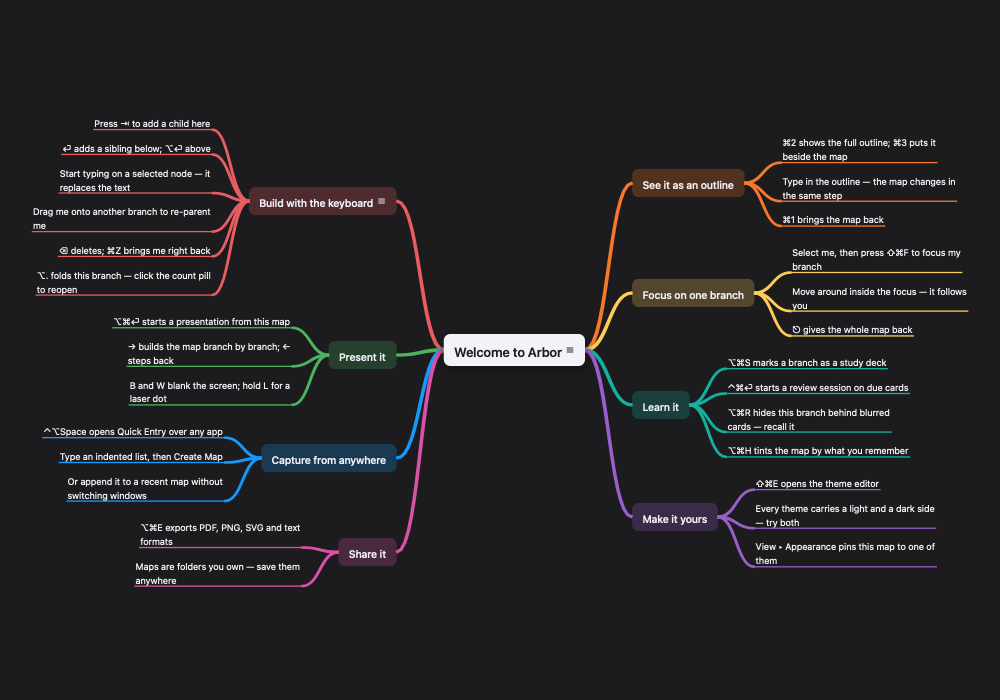 Welcome to Arbor
Build with the keyboard
Press ⇥ to add a child here
⏎ adds a sibling below; ⌥⏎ above
Start typing on a selected node — it
replaces the text
Drag me onto another branch to re-parent
me
⌫ deletes; ⌘Z brings me right back
⌥. folds this branch — click the count pill
to reopen
Present it
⌥⌘⏎ starts a presentation from this map
→ builds the map branch by branch; ←
steps back
B and W blank the screen; hold L for a
laser dot
Capture from anywhere
⌃⌥Space opens Quick Entry over any app
Type an indented list, then Create Map
Or append it to a recent map without
switching windows
Share it
⌥⌘E exports PDF, PNG, SVG and text
formats
Maps are folders you own — save them
anywhere
See it as an outline
⌘2 shows the full outline; ⌘3 puts it
beside the map
Type in the outline — the map changes in
the same step
⌘1 brings the map back
Focus on one branch
Select me, then press ⇧⌘F to focus my
branch
Move around inside the focus — it follows
you
⎋ gives the whole map back
Learn it
⌥⌘S marks a branch as a study deck
⌃⌘⏎ starts a review session on due cards
⌥⌘R hides this branch behind blurred
cards — recall it
⌥⌘H tints the map by what you remember
Make it yours
⇧⌘E opens the theme editor
Every theme carries a light and a dark side
— try both
View ▸ Appearance pins this map to one of
them